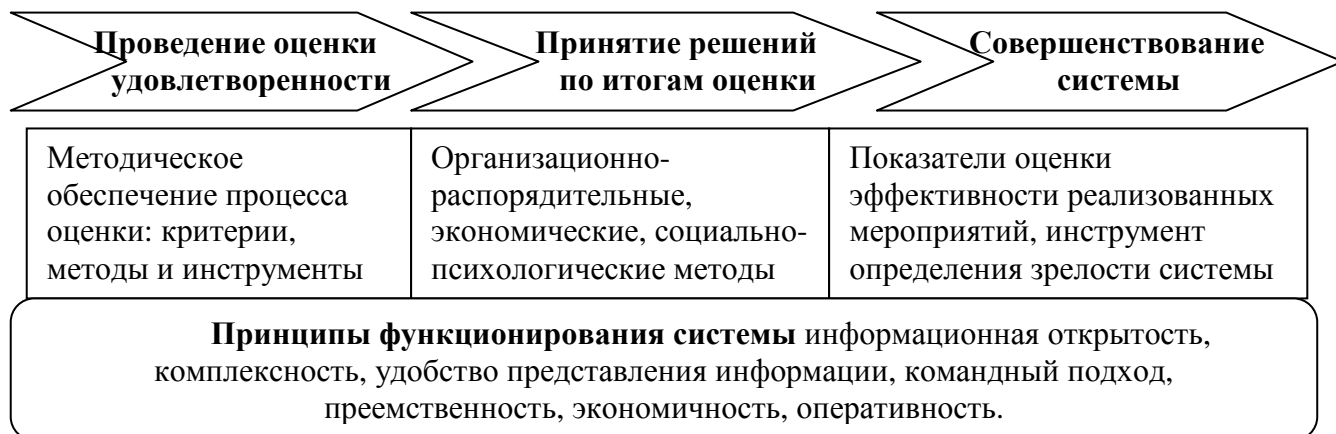 Проведение оценки
удовлетворенности
Принятие решений
по итогам оценки
Совершенствование
системы
Методическое
обеспечение процесса
оценки: критерии,
методы и инструменты
Организационно-
распорядительные,
экономические, социально-
психологические методы
Показатели оценки
эффективности реализованных
мероприятий, инструмент
определения зрелости системы
Принципы функционирования системы информационная открытость,
комплексность, удобство представления информации, командный подход,
преемственность, экономичность, оперативность.